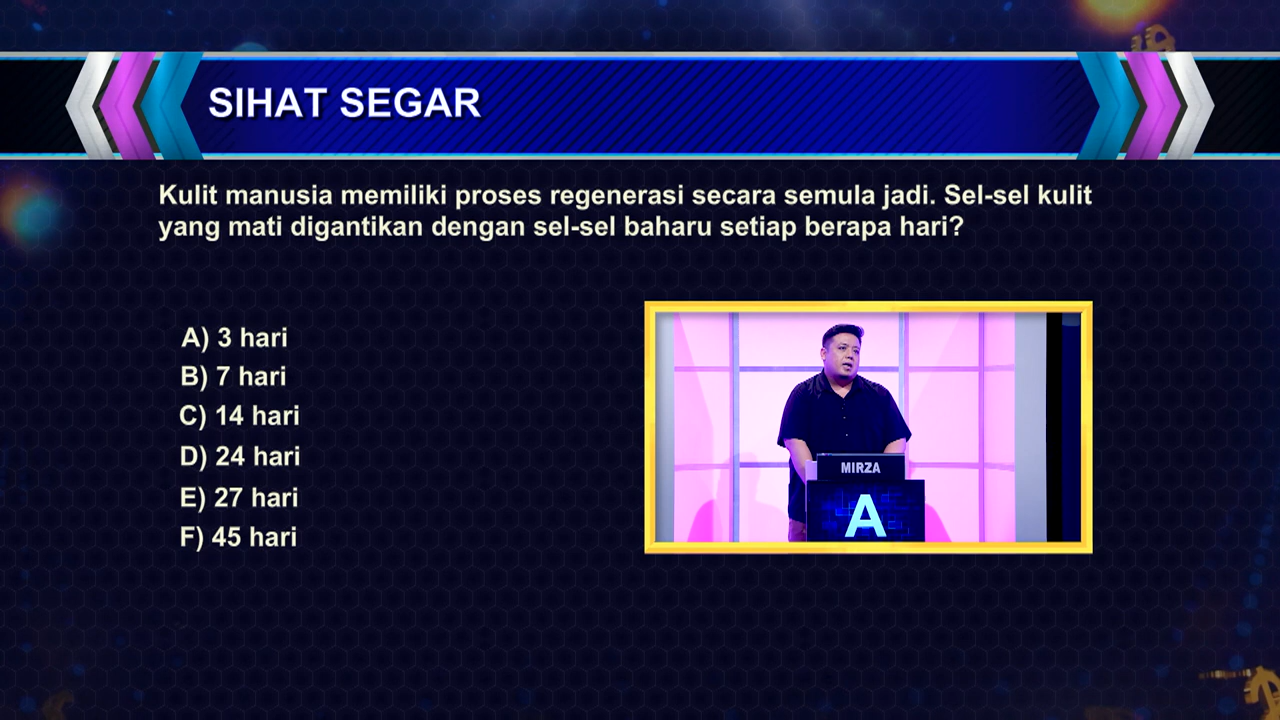 SIHAT SEGAR
Kulit manusia memiliki proses regenerasi secara semula jadi. Sel-sel kulit
yang mati digantikan dengan sel-sel baharu setiap berapa hari?
A) 3 hari
B) 7 hari
C) 14 hari
D) 24 hari
E) 27 hari
F) 45 hari
MIRZA
A